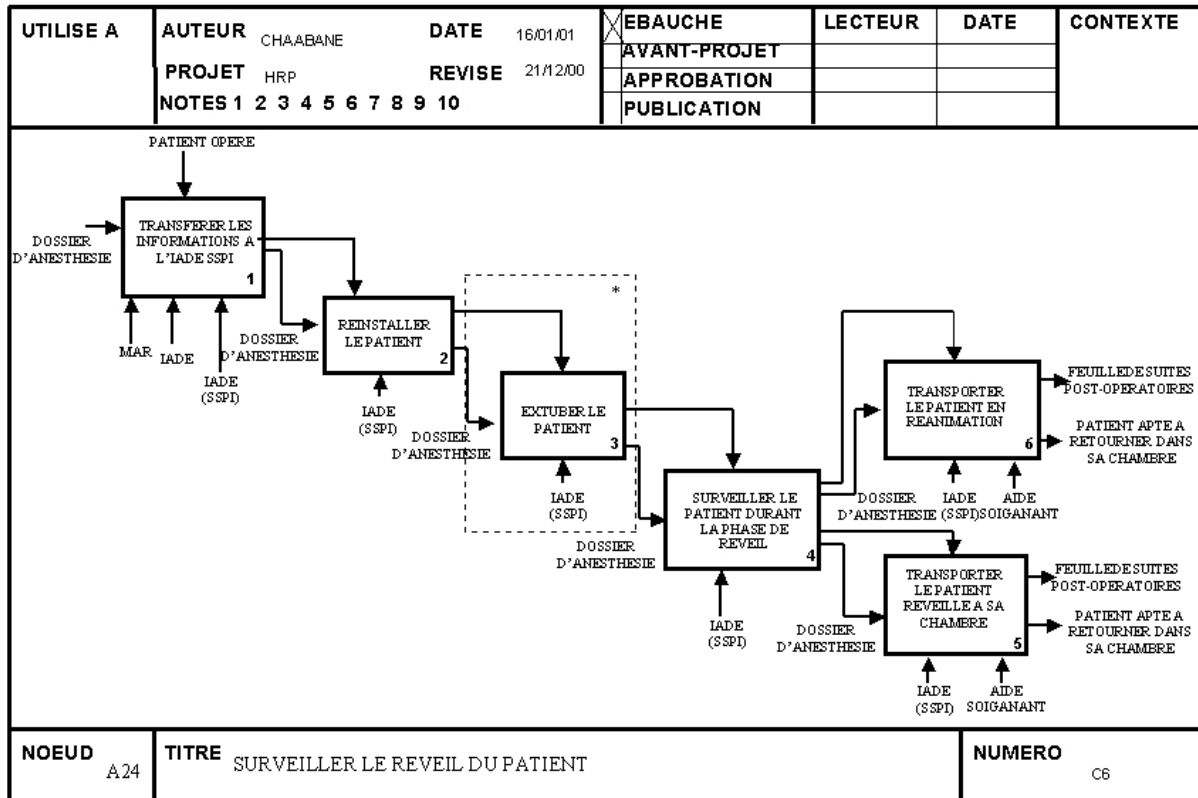 UTILISE A
AUTEUR CHAABANE DATE 16/01/01
PROJET HRP REVISE 21/12/00
NOTES 1 2 3 4 5 6 7 8 9 10
EBAUCHE
AVANT-PROJET
APPROBATION
PUBLICATION
LECTEUR DATE
CONTEXTE
PATIENT OPERE
DOSSIER
D'ANESTHESIE
TRANSFERER LES
INFORMATIONS A
L'IADE SSPI
1
MAR
IADE
IADE
(SSPI)
DOSSIER
D'ANESTHESIE
REINSTALLER
LE PATIENT
2
IADE
(SSPI)
*
DOSSIER
D'ANESTHESIE
EXTUBER LE
PATIENT
3
IADE
(SSPI)
DOSSIER
D'ANESTHESIE
SURVEILLER LE
PATIENT DURANT
LA PHASE DE
REVEIL
4
IADE
(SSPI)
DOSSIER
D'ANESTHESIE
TRANSPORTER
LE PATIENT EN
REANIMATION
6
IADE
(SSPI)
AIDE
SOIGANANT
FEUILLE DE SUITES
POST-OPERATOIRES
PATIENT APTE A
RETOURNER DANS
SA CHAMBRE
DOSSIER
D'ANESTHESIE
TRANSPORTER
LE PATIENT
REVEILLE A SA
CHAMBRE
5
IADE
(SSPI)
AIDE
SOIGANANT
FEUILLE DE SUITES
POST-OPERATOIRES
PATIENT APTE A
RETOURNER DANS
SA CHAMBRE
NOEUD A24
TITRE SURVEILLER LE REVEIL DU PATIENT
NUMERO
C6